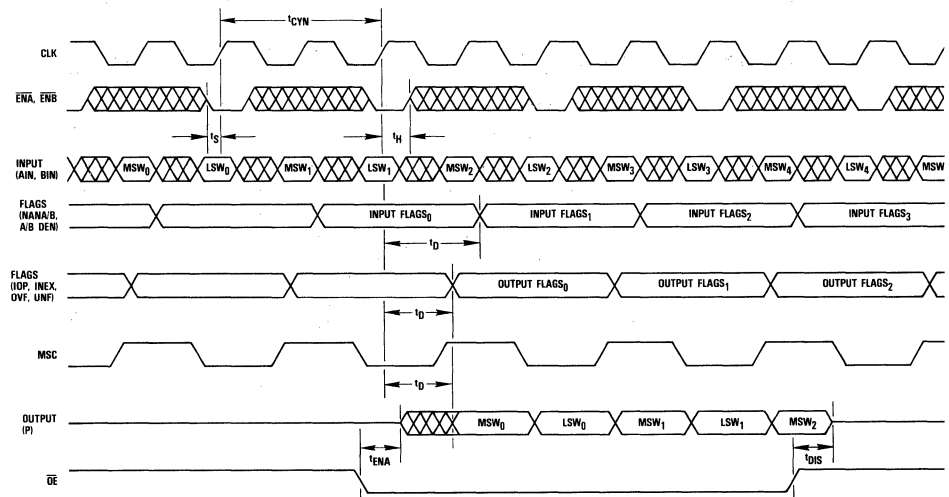 tCYN
CLK
ENA, ENB
tS
tH
INPUT
(AIN, BIN)
MSW0 LSW0 MSW1 LSW1 MSW2 LSW2 MSW3 LSW3 MSW4 LSW4 MSW
FLAGS
(NANA/B,
A/B DEN)
INPUT FLAGS0 INPUT FLAGS1 INPUT FLAGS2 INPUT FLAGS3
tD
FLAGS
(IOP, INEX,
OVF, UNF)
OUTPUT FLAGS0 OUTPUT FLAGS1 OUTPUT FLAGS2
tD
MSC
tD
OUTPUT
(P)
MSW0 LSW0 MSW1 LSW1 MSW2
tENA
tDIS
OE